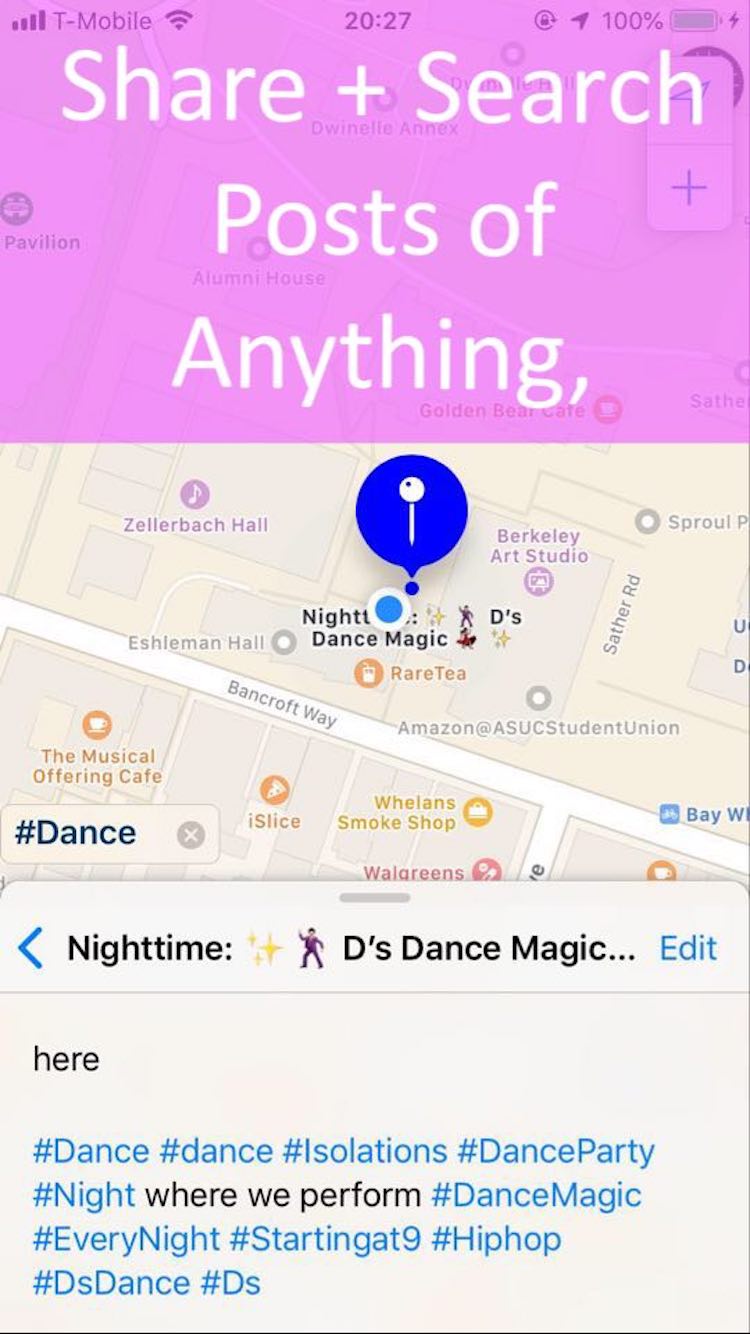 T-Mobile 20:27 100%
Share + Search
Dwinelle Hall
Dwinelle Annex
Posts of
Pavilion
Alumni House
Anything,
Sathe
Golden Bear Cafe
Zellerbach Hall
Sproul P
Berkeley
Art Studio
Sather Rd
Nightt e: ✨ 🕺 D's
Dance Magic 💃 ✨
U
Eshleman Hall
D
RareTea
Bancroft Way
Amazon@ASUCStudentUnion
The Musical
Offering Cafe
iSlice
Whelans
Smoke Shop
Bay W
#Dance
Walgreens
ve
Nighttime: ✨ 🕺 D’s Dance Magic... Edit
here
#Dance #dance #Isolations #DanceParty
#Night where we perform #DanceMagic
#EveryNight #Startingat9 #Hiphop
#DsDance #Ds